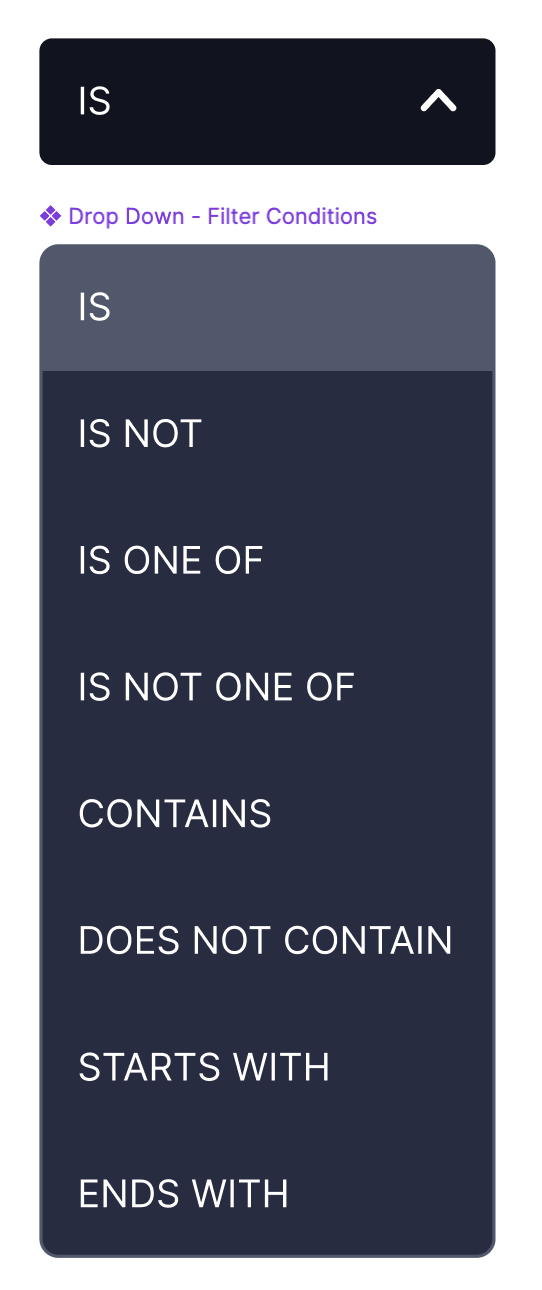 IS
Drop Down - Filter Conditions
IS
IS NOT
IS ONE OF
IS NOT ONE OF
CONTAINS
DOES NOT CONTAIN
STARTS WITH
ENDS WITH